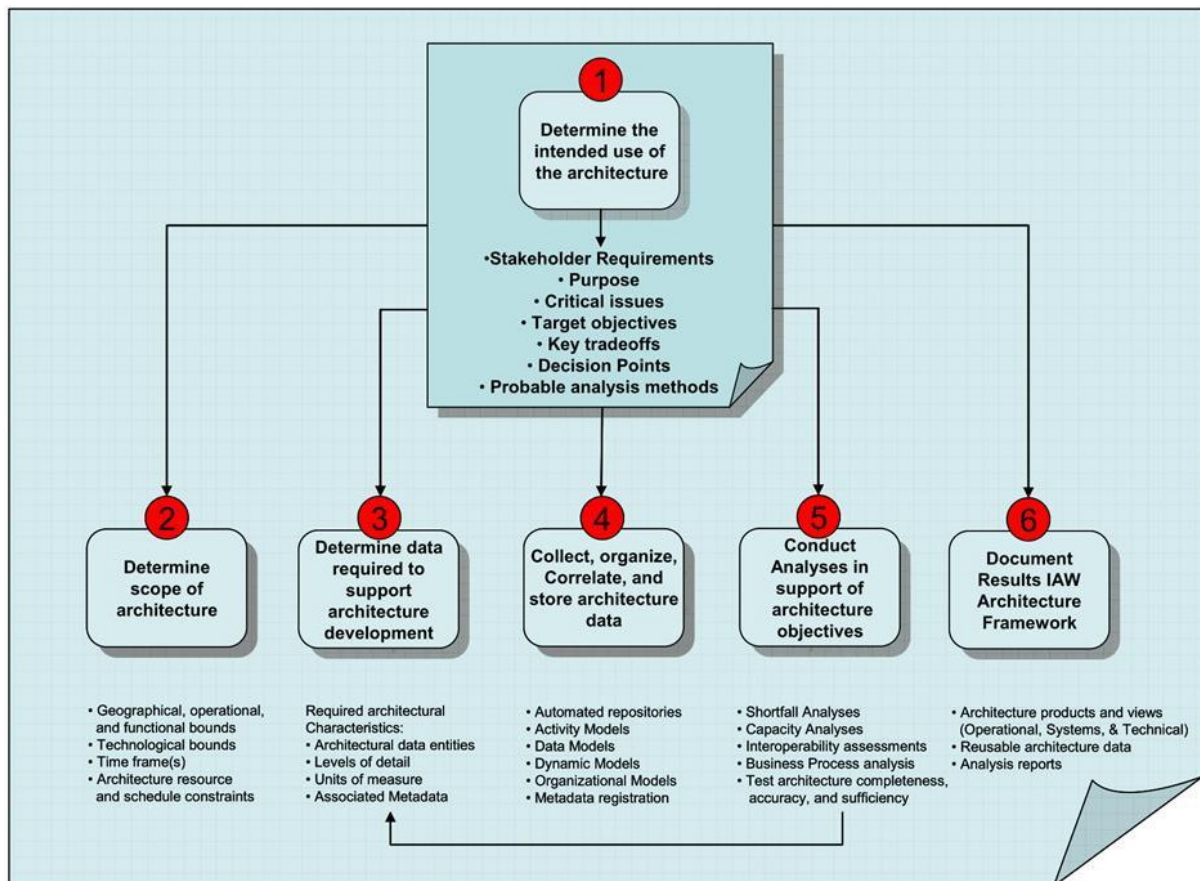 1
Determine the
intended use of
the architecture
•Stakeholder Requirements
• Purpose
• Critical issues
• Target objectives
• Key tradeoffs
• Decision Points
• Probable analysis methods
2
Determine
scope of
architecture
• Geographical, operational,
and functional bounds
• Technological bounds
• Time frame(s)
• Architecture resource
and schedule constraints
3
Determine data
required to
support
architecture
development
Required architectural
Characteristics:
• Architectural data entities
• Levels of detail
• Units of measure
• Associated Metadata
4
Collect, organize,
Correlate, and
store architecture
data
• Automated repositories
• Activity Models
• Data Models
• Dynamic Models
• Organizational Models
• Metadata registration
5
Conduct
Analyses in
support of
architecture
objectives
• Shortfall Analyses
• Capacity Analyses
• Interoperability assessments
• Business Process analysis
• Test architecture completeness,
accuracy, and sufficiency
6
Document
Results IAW
Architecture
Framework
• Architecture products and views
(Operational, Systems, & Technical)
• Reusable architecture data
• Analysis reports